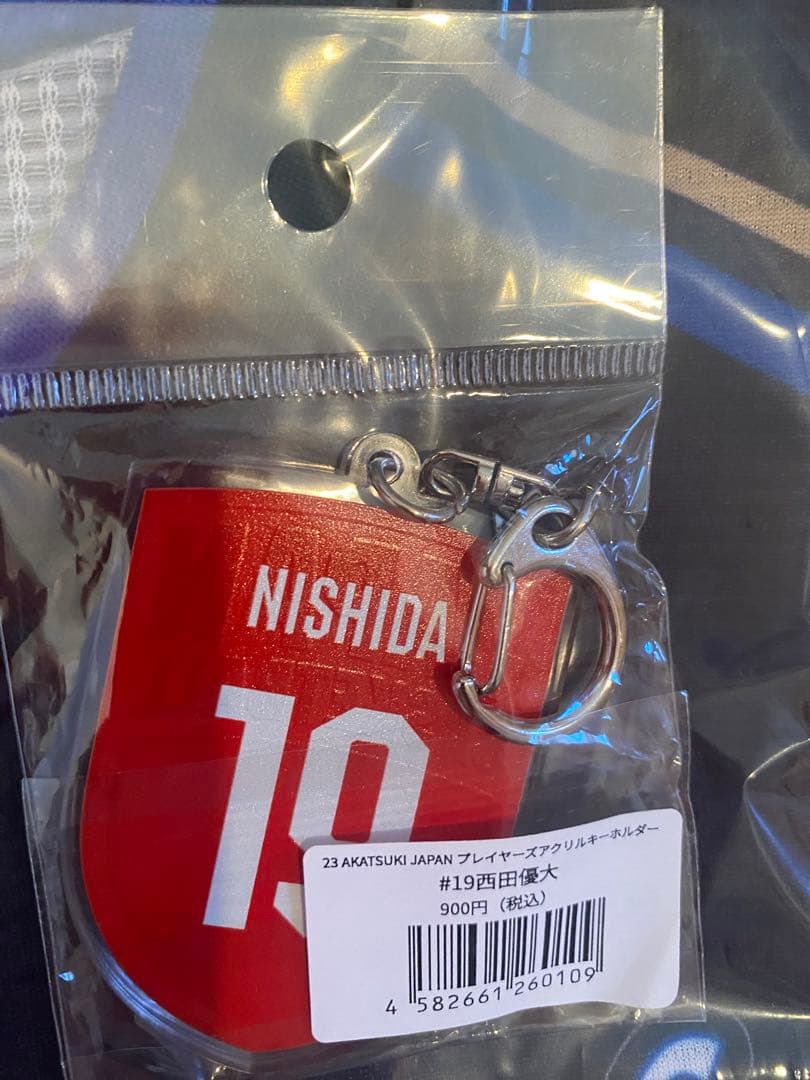 NISHIDA
19
23 AKATSUKI JAPAN プレイヤーズアクリルキーホルダー
#19西田優大
900円（税込）
4 582661 260109